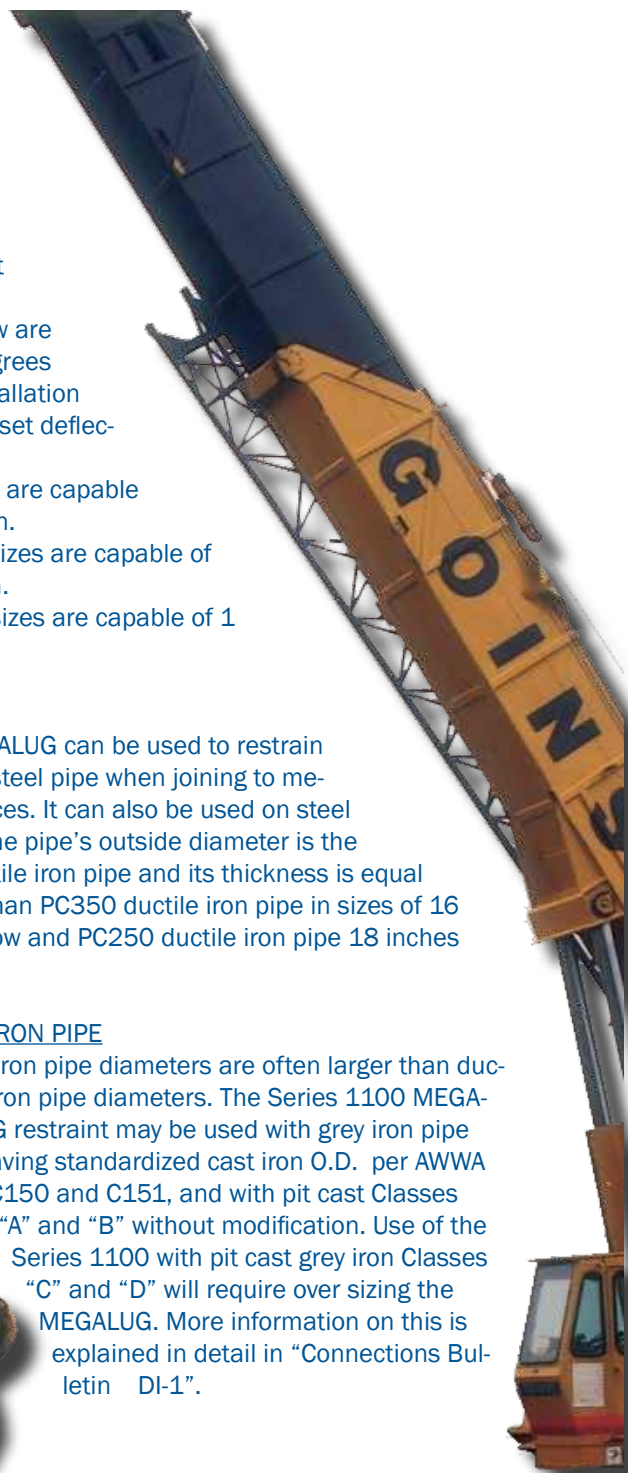 w are
grees
allation
set deflec-
are capable
n.
sizes are capable of
n.
sizes are capable of 1
ALUG can be used to restrain
steel pipe when joining to me-
ces. It can also be used on steel
he pipe's outside diameter is the
tile iron pipe and its thickness is equal
han PC350 ductile iron pipe in sizes of 16
ow and PC250 ductile iron pipe 18 inches
IRON PIPE
iron pipe diameters are often larger than duc-
iron pipe diameters. The Series 1100 MEGA-
G restraint may be used with grey iron pipe
aving standardized cast iron O.D. per AWWA
C150 and C151, and with pit cast Classes
"A" and "B" without modification. Use of the
Series 1100 with pit cast grey iron Classes
"C" and "D" will require over sizing the
MEGALUG. More information on this is
explained in detail in "Connections Bul-
letin DI-1".
GOINS